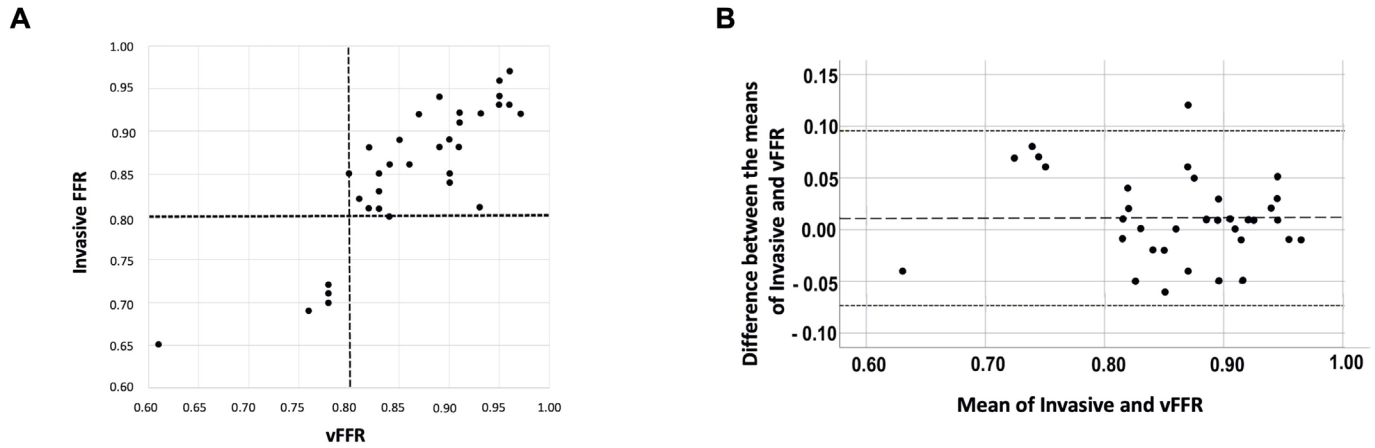 A
1.00
0.95
0.90
0.85
0.80
0.75
0.70
0.65
0.60
Invasive FFR
0.60 0.65 0.70 0.75 0.80 0.85 0.90 0.95 1.00
vFFR
B
0.15
0.10
0.05
0.00
- 0.05
- 0.10
Difference between the means
of Invasive and vFFR
0.60 0.70 0.80 0.90 1.00
Mean of Invasive and vFFR